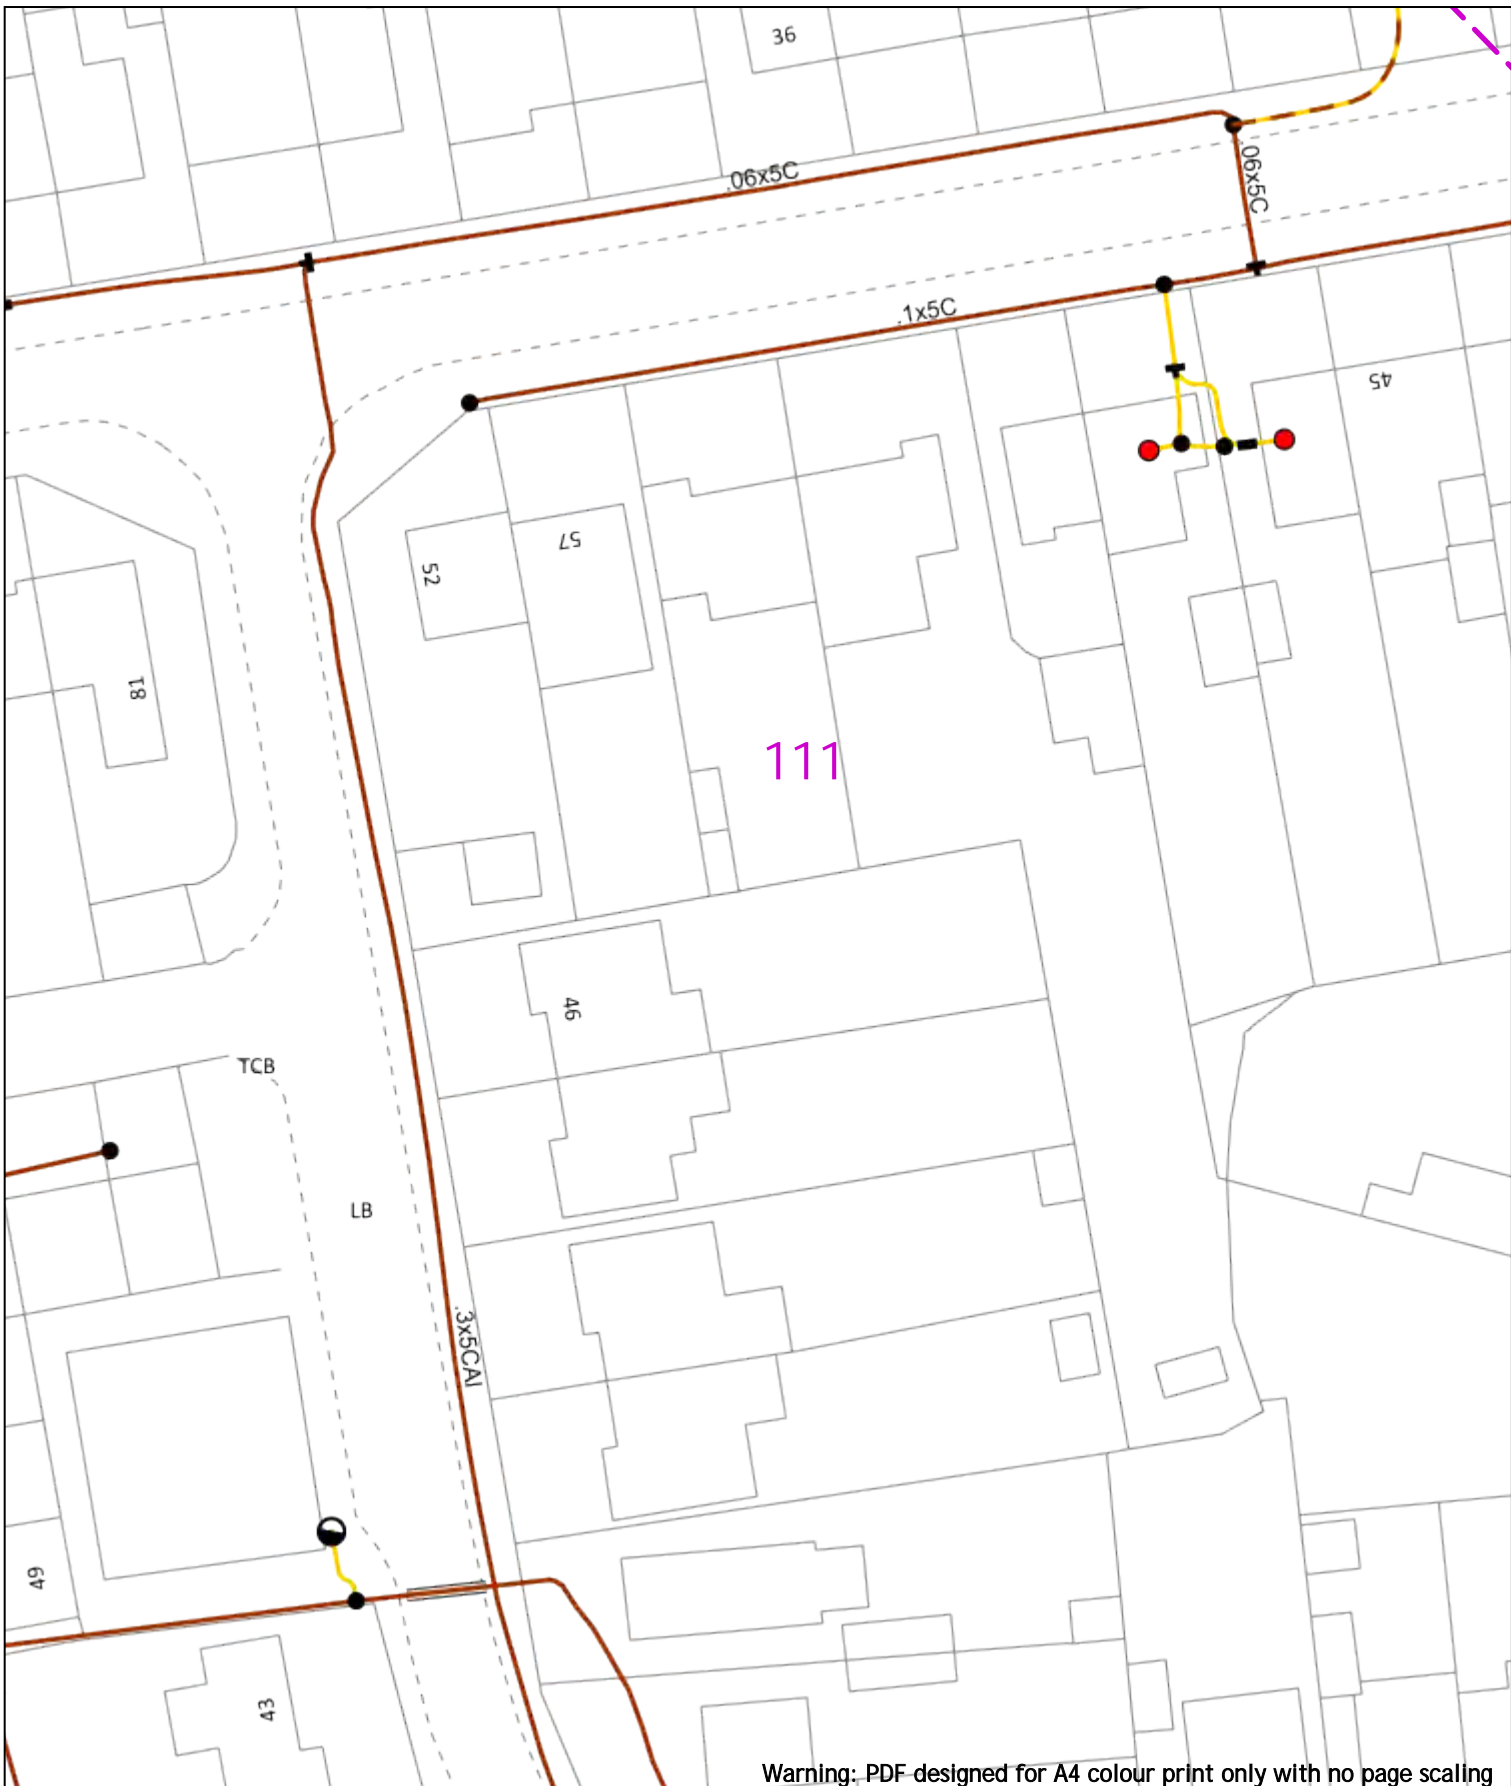 36
.06x5C
.06x5C
.1x5C
45
57
52
181
111
46
TCB
LB
.3x5CAI
49
43
Warning: PDF designed for A4 colour print only with no page scaling